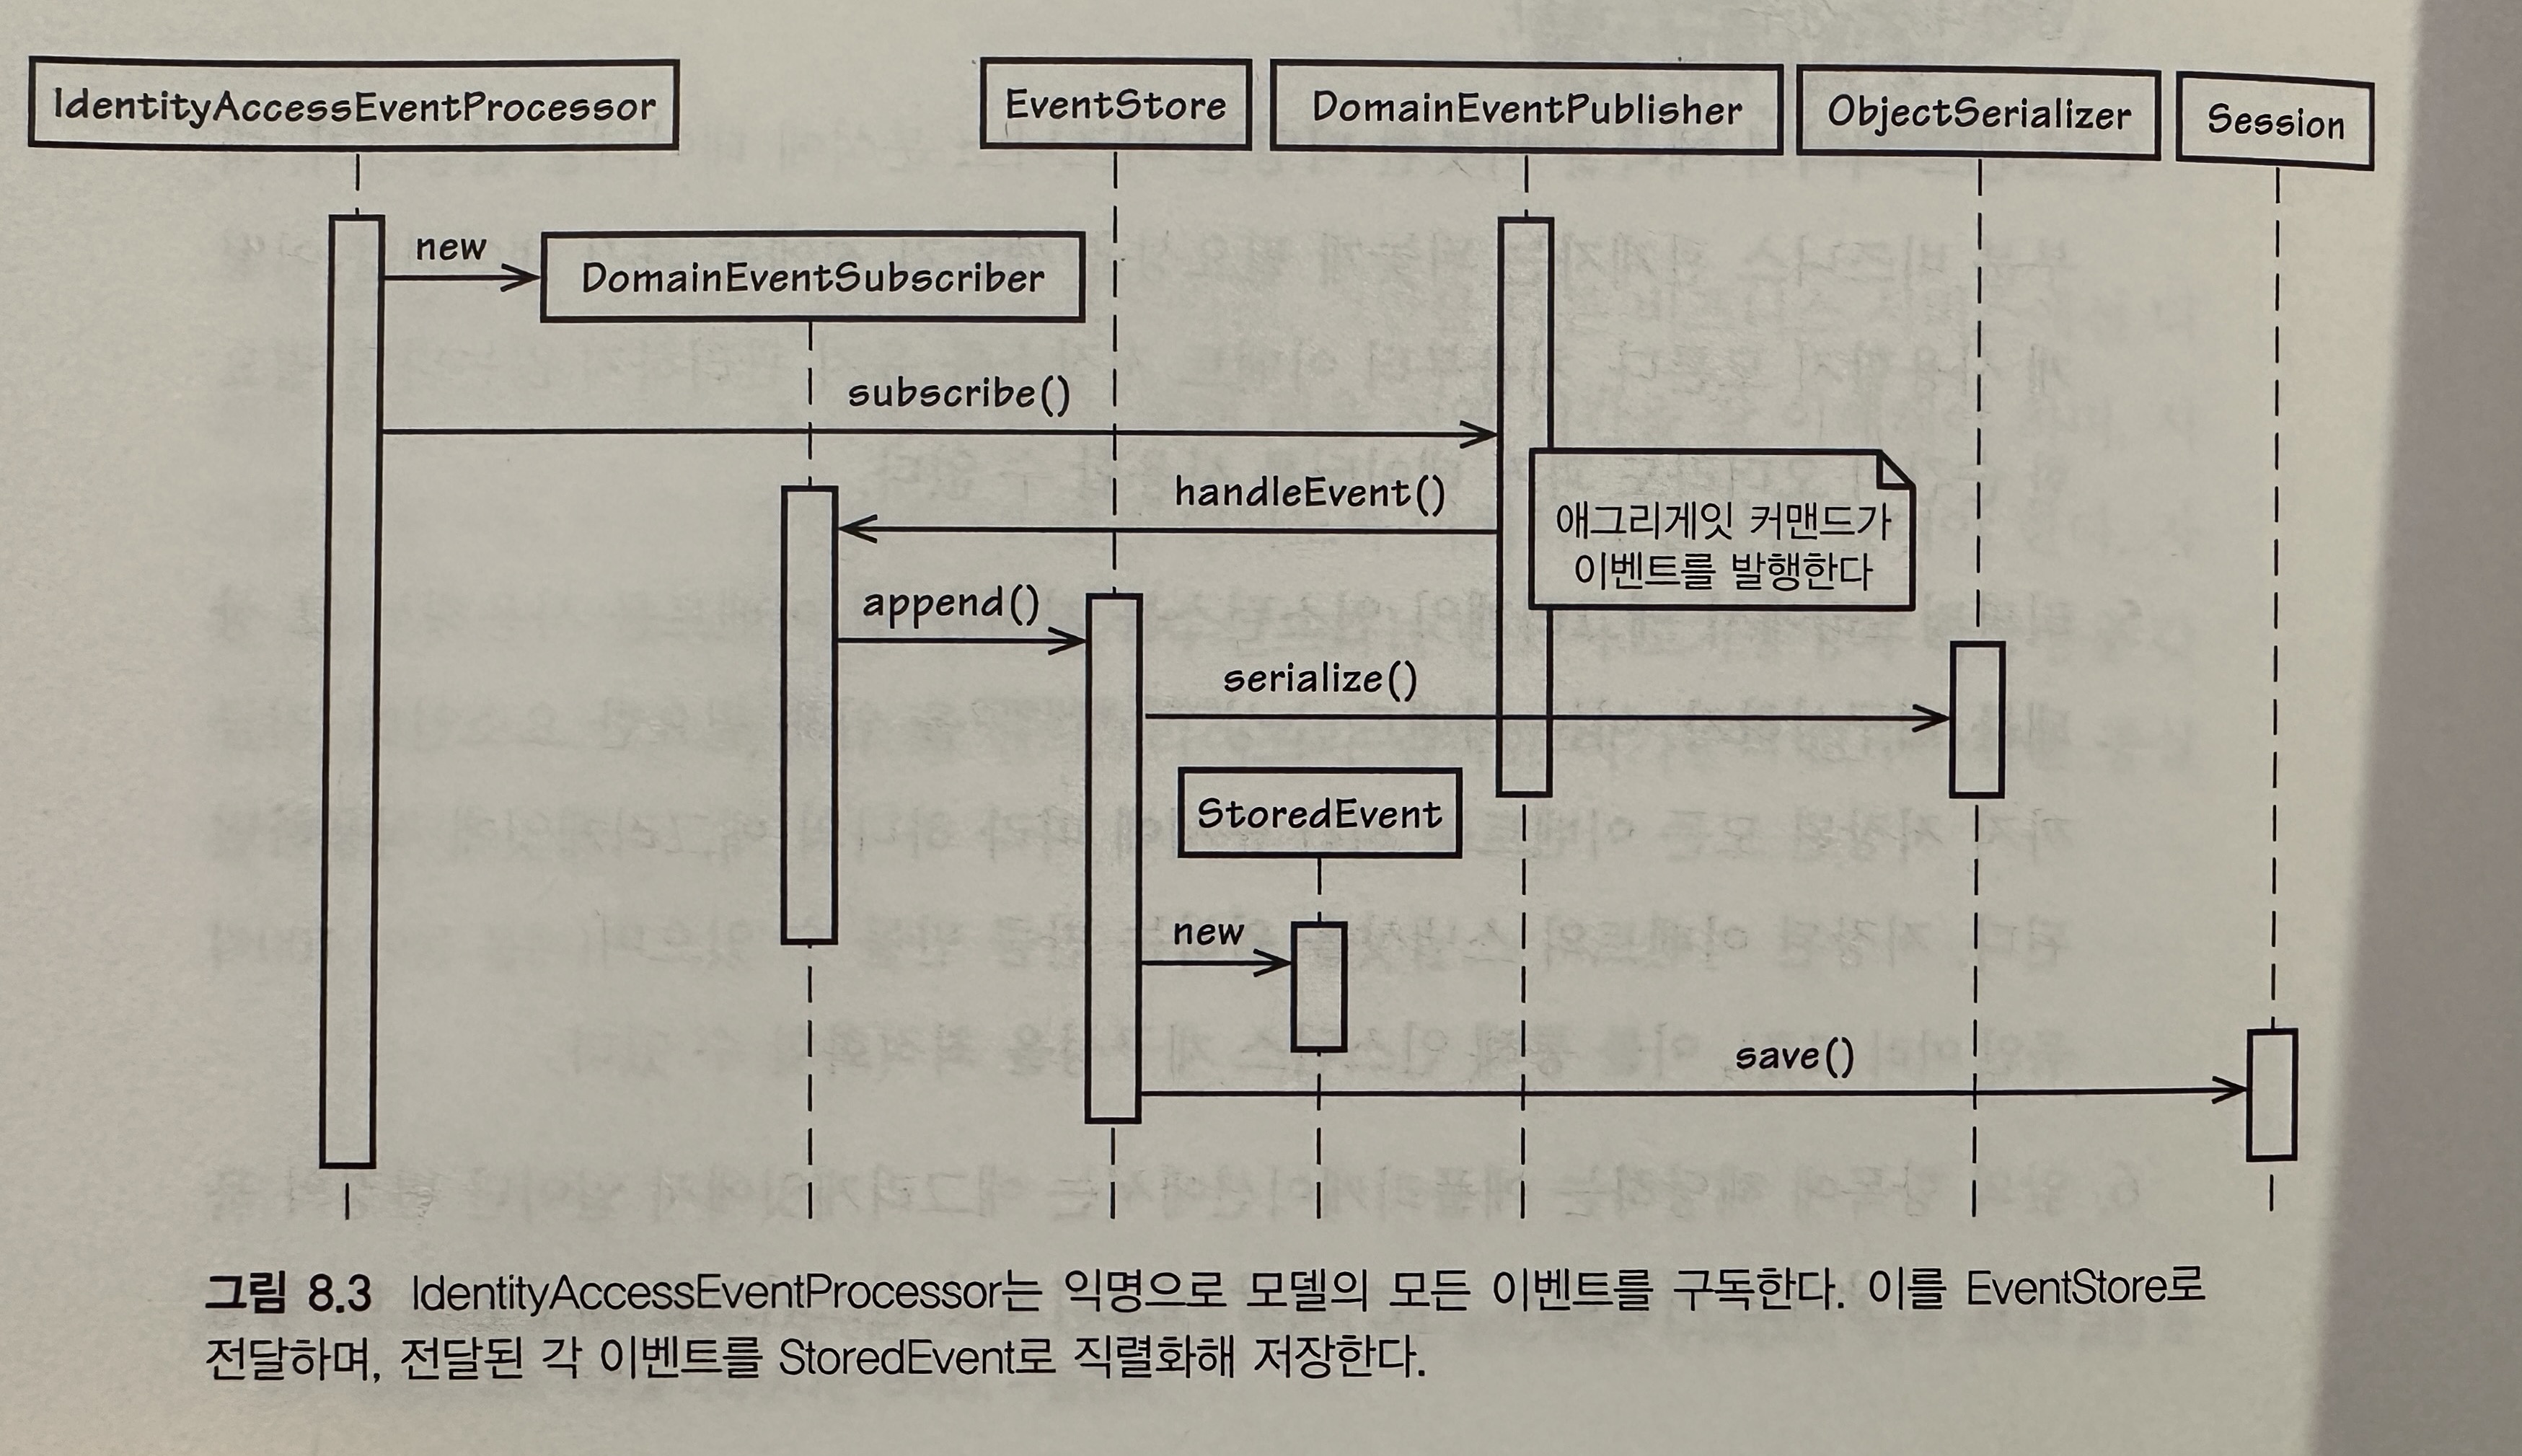 IdentityAccessEventProcessor
EventStore
DomainEventPublisher
ObjectSerializer
Session
new
DomainEventSubscriber
subscribe()
handleEvent()
애그리게잇 커맨드가
이벤트를 발행한다
append()
serialize()
StoredEvent
new
save()
그림 8.3 IdentityAccessEventProcessor는 익명으로 모델의 모든 이벤트를 구독한다. 이를 EventStore로
전달하며, 전달된 각 이벤트를 StoredEvent로 직렬화해 저장한다.